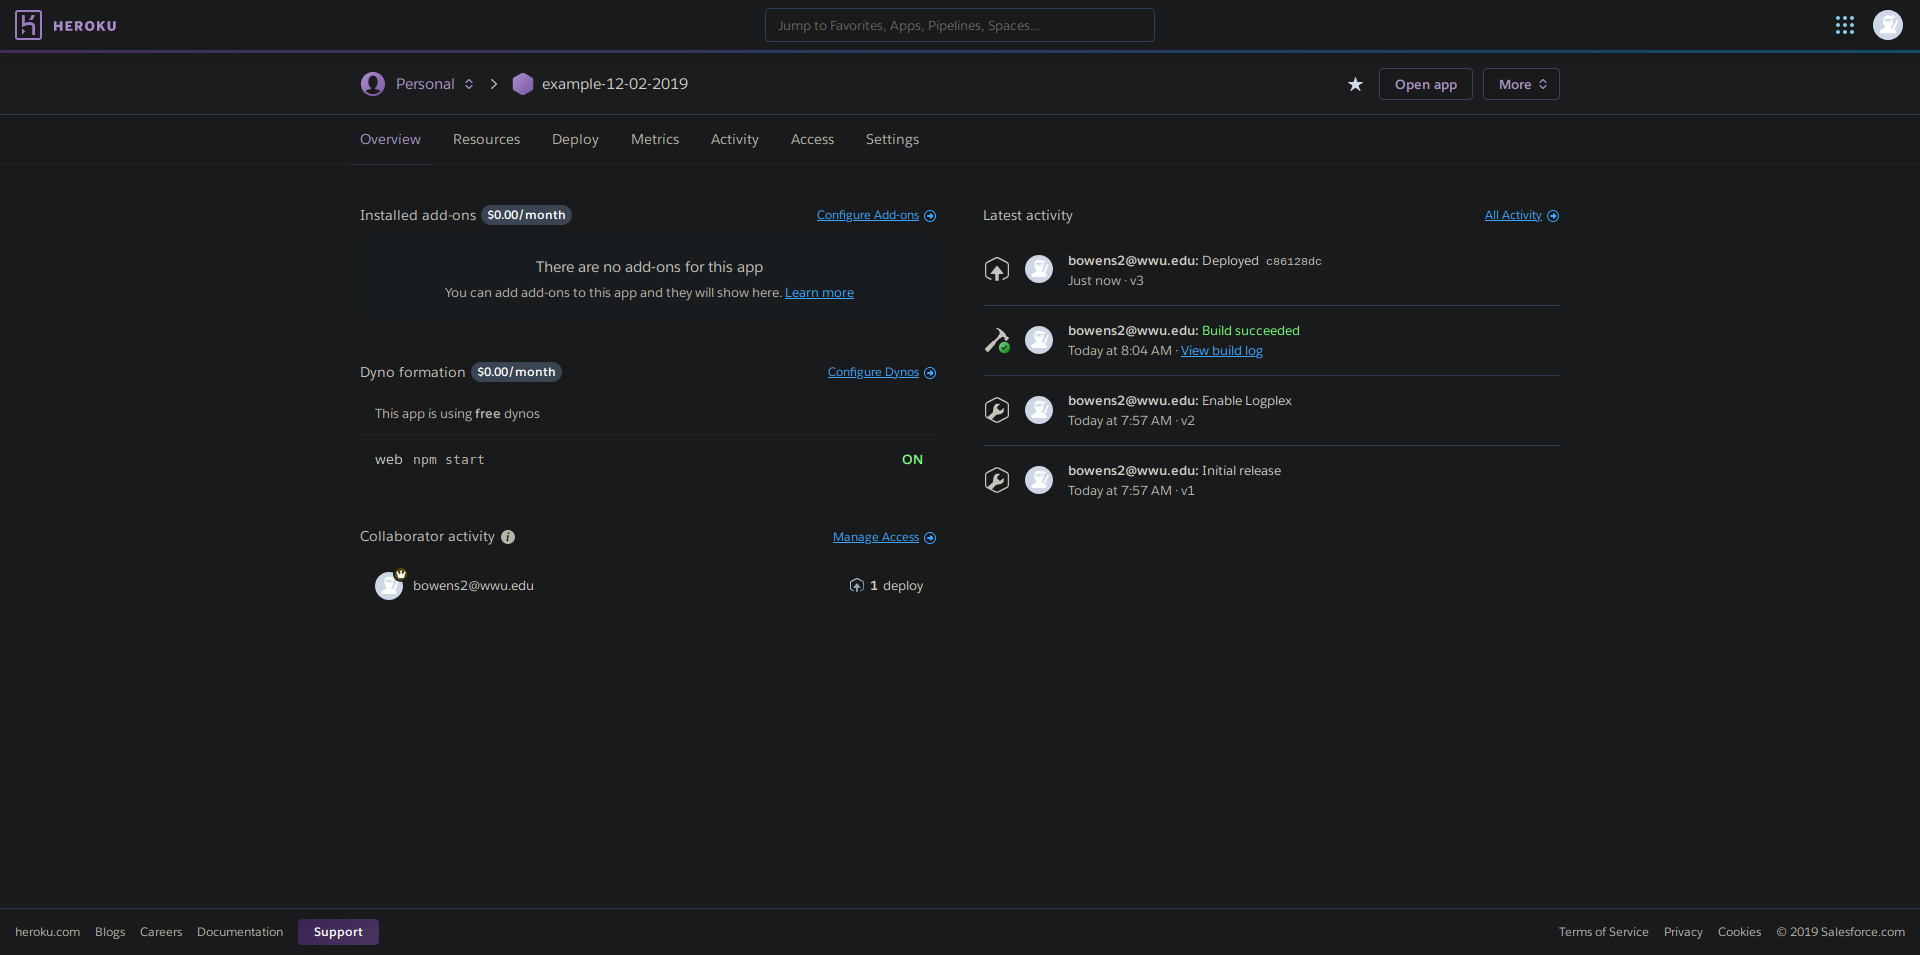 HEROKU
Jump to Favorites, Apps, Pipelines, Spaces...
Personal
example-12-02-2019
Open app
More
Overview
Resources
Deploy
Metrics
Activity
Access
Settings
Installed add-ons $0.00/month
Configure Add-ons
There are no add-ons for this app
You can add add-ons to this app and they will show here. Learn more
Dyno formation $0.00/month
Configure Dynos
This app is using free dynos
web npm start
ON
Collaborator activity
Manage Access
bowens2@wwu.edu
1 deploy
Latest activity
All Activity
bowens2@wwu.edu: Deployed c86128dc
Just now · v3
bowens2@wwu.edu: Build succeeded
Today at 8:04 AM · View build log
bowens2@wwu.edu: Enable Logplex
Today at 7:57 AM · v2
bowens2@wwu.edu: Initial release
Today at 7:57 AM · v1
heroku.com
Blogs
Careers
Documentation
Support
Terms of Service
Privacy
Cookies
© 2019 Salesforce.com